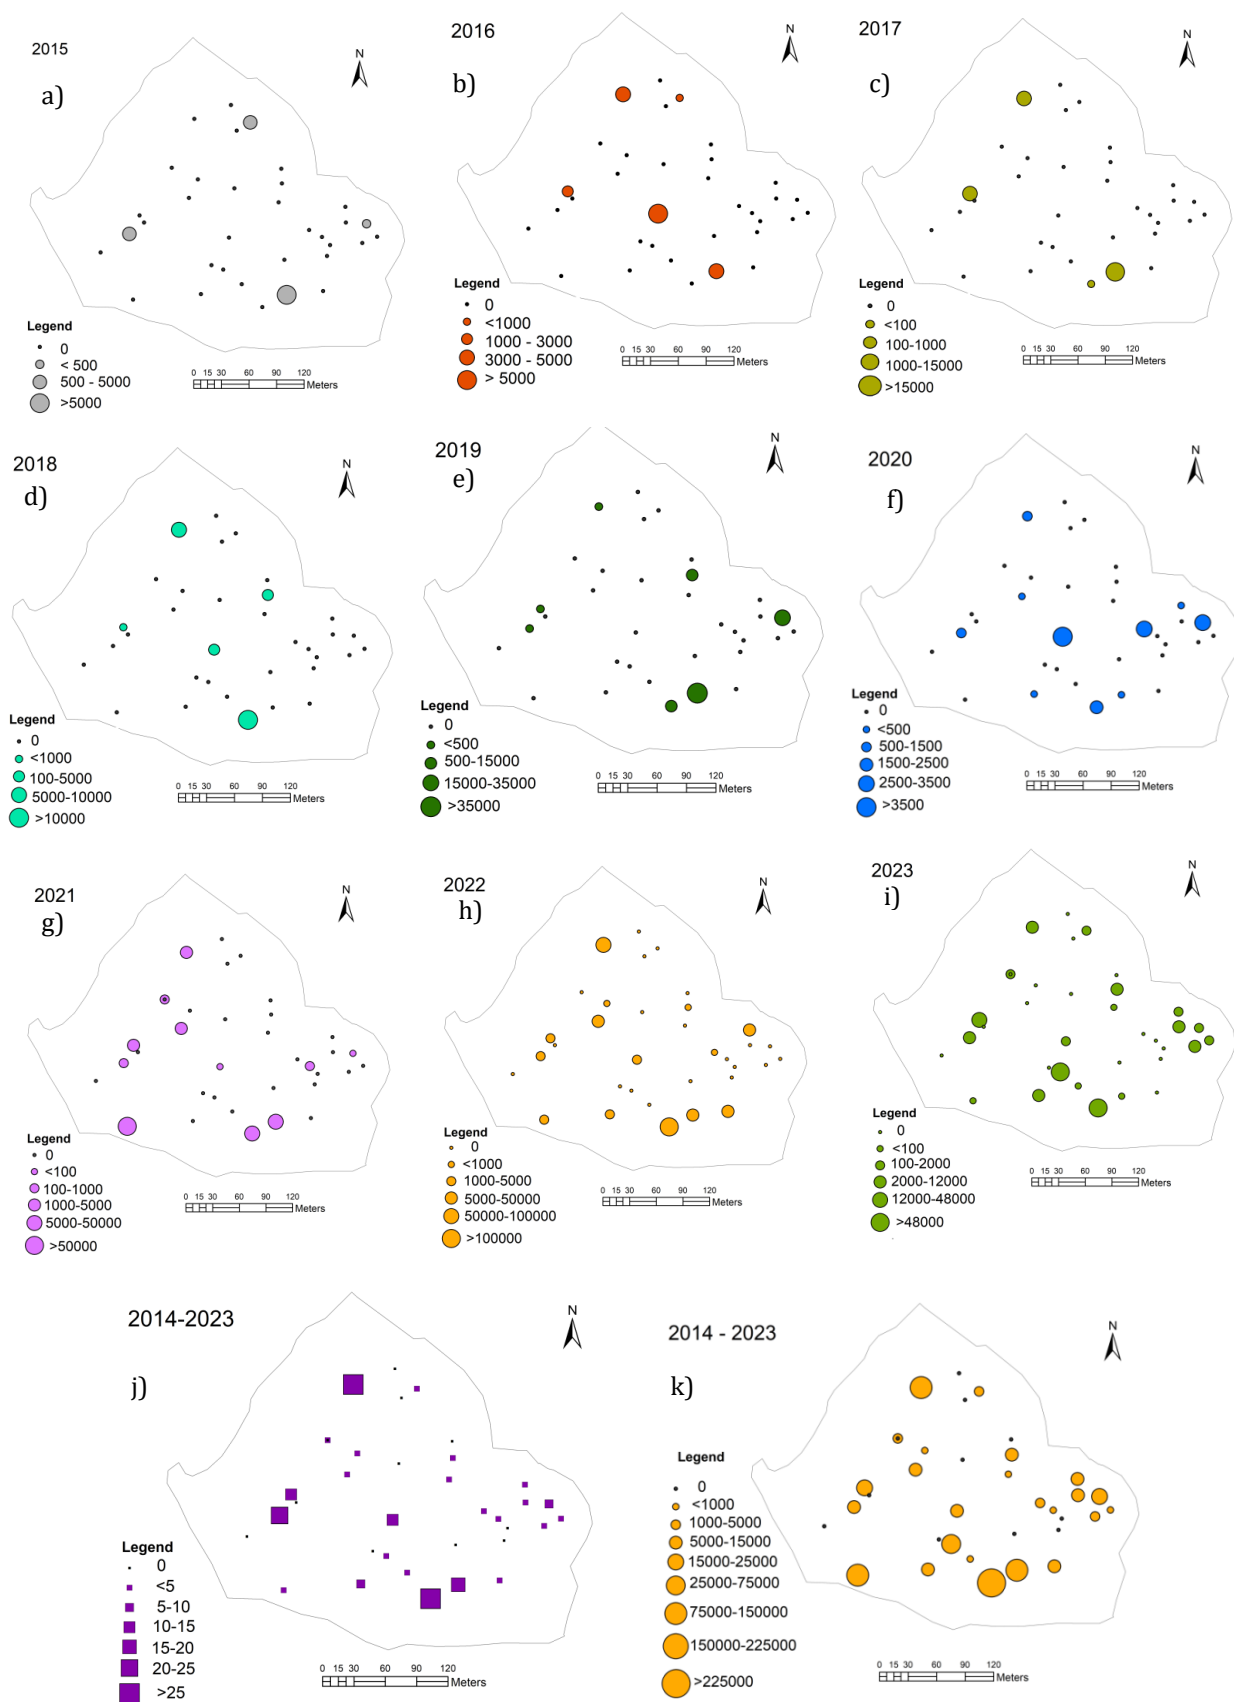 2015
a)
N
Legend
0
< 500
500 - 5000
>5000
0 15 30 60 90 120
Meters
2016
b)
N
Legend
0
<1000
1000 - 3000
3000 - 5000
> 5000
0 15 30 60 90 120
Meters
2017
c)
N
Legend
0
<100
100-1000
1000-15000
>15000
0 15 30 60 90 120
Meters
2018
d)
N
Legend
0
<1000
100-5000
5000-10000
>10000
0 15 30 60 90 120
Meters
2019
e)
N
Legend
0
<500
500-15000
15000-35000
>35000
0 15 30 60 90 120
Meters
2020
f)
N
Legend
0
<500
500-1500
1500-2500
2500-3500
>3500
0 15 30 60 90 120
Meters
2021
g)
N
Legend
0
<100
100-1000
1000-5000
5000-50000
>50000
0 15 30 60 90 120
Meters
2022
h)
N
Legend
0
<1000
1000-5000
5000-50000
50000-100000
>100000
0 15 30 60 90 120
Meters
2023
i)
N
Legend
0
<100
100-2000
2000-12000
12000-48000
>48000
0 15 30 60 90 120
Meters
2014-2023
j)
N
Legend
0
<5
5-10
10-15
15-20
20-25
>25
0 15 30 60 90 120
Meters
2014 - 2023
k)
N
Legend
0
<1000
1000-5000
5000-15000
15000-25000
25000-75000
75000-150000
150000-225000
>225000
0 15 30 60 90 120
Meters